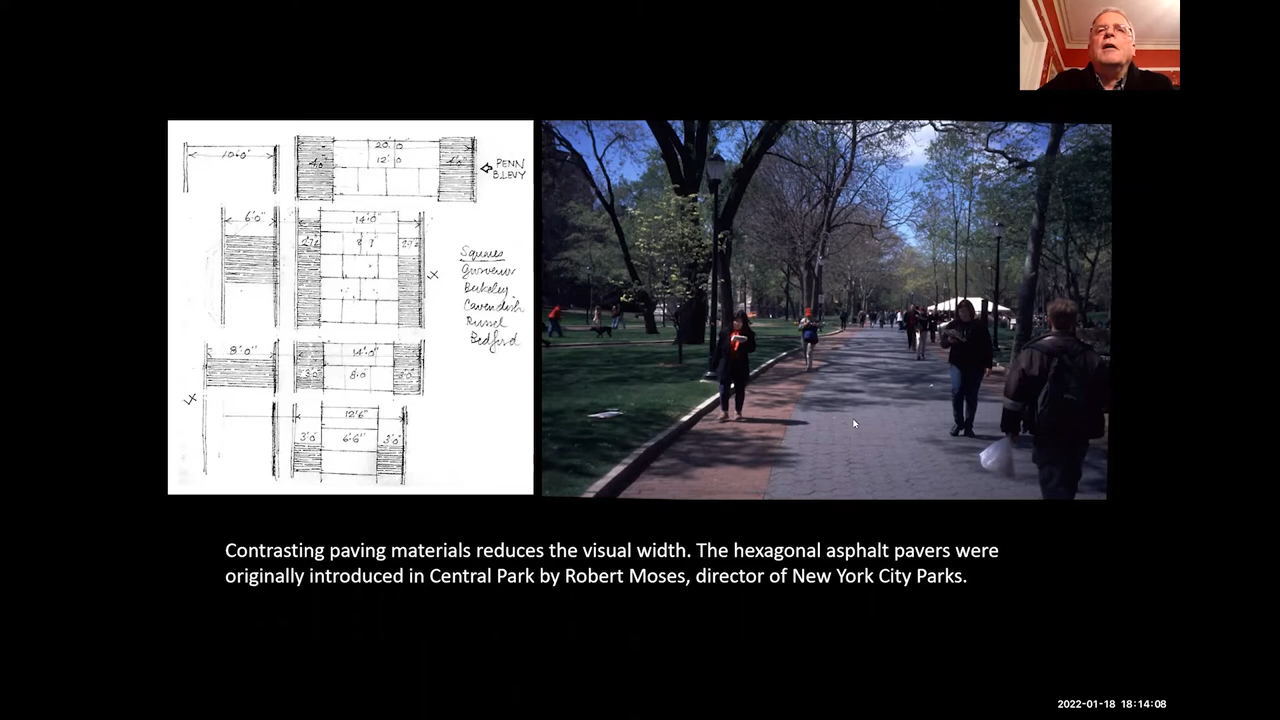 10'0"
20'0
12'0
4'0
4'0
PENN
B.LEVY
6'0"
14'0"
Squares
Berkeley
Cavendish
Russel
Bedford
8'0"
14'0"
3'0
8'0"
3'0"
12'6"
3'0"
6'6"
3'0"
Contrasting paving materials reduces the visual width. The hexagonal asphalt pavers were
originally introduced in Central Park by Robert Moses, director of New York City Parks.
2022-01-18 18:14:08